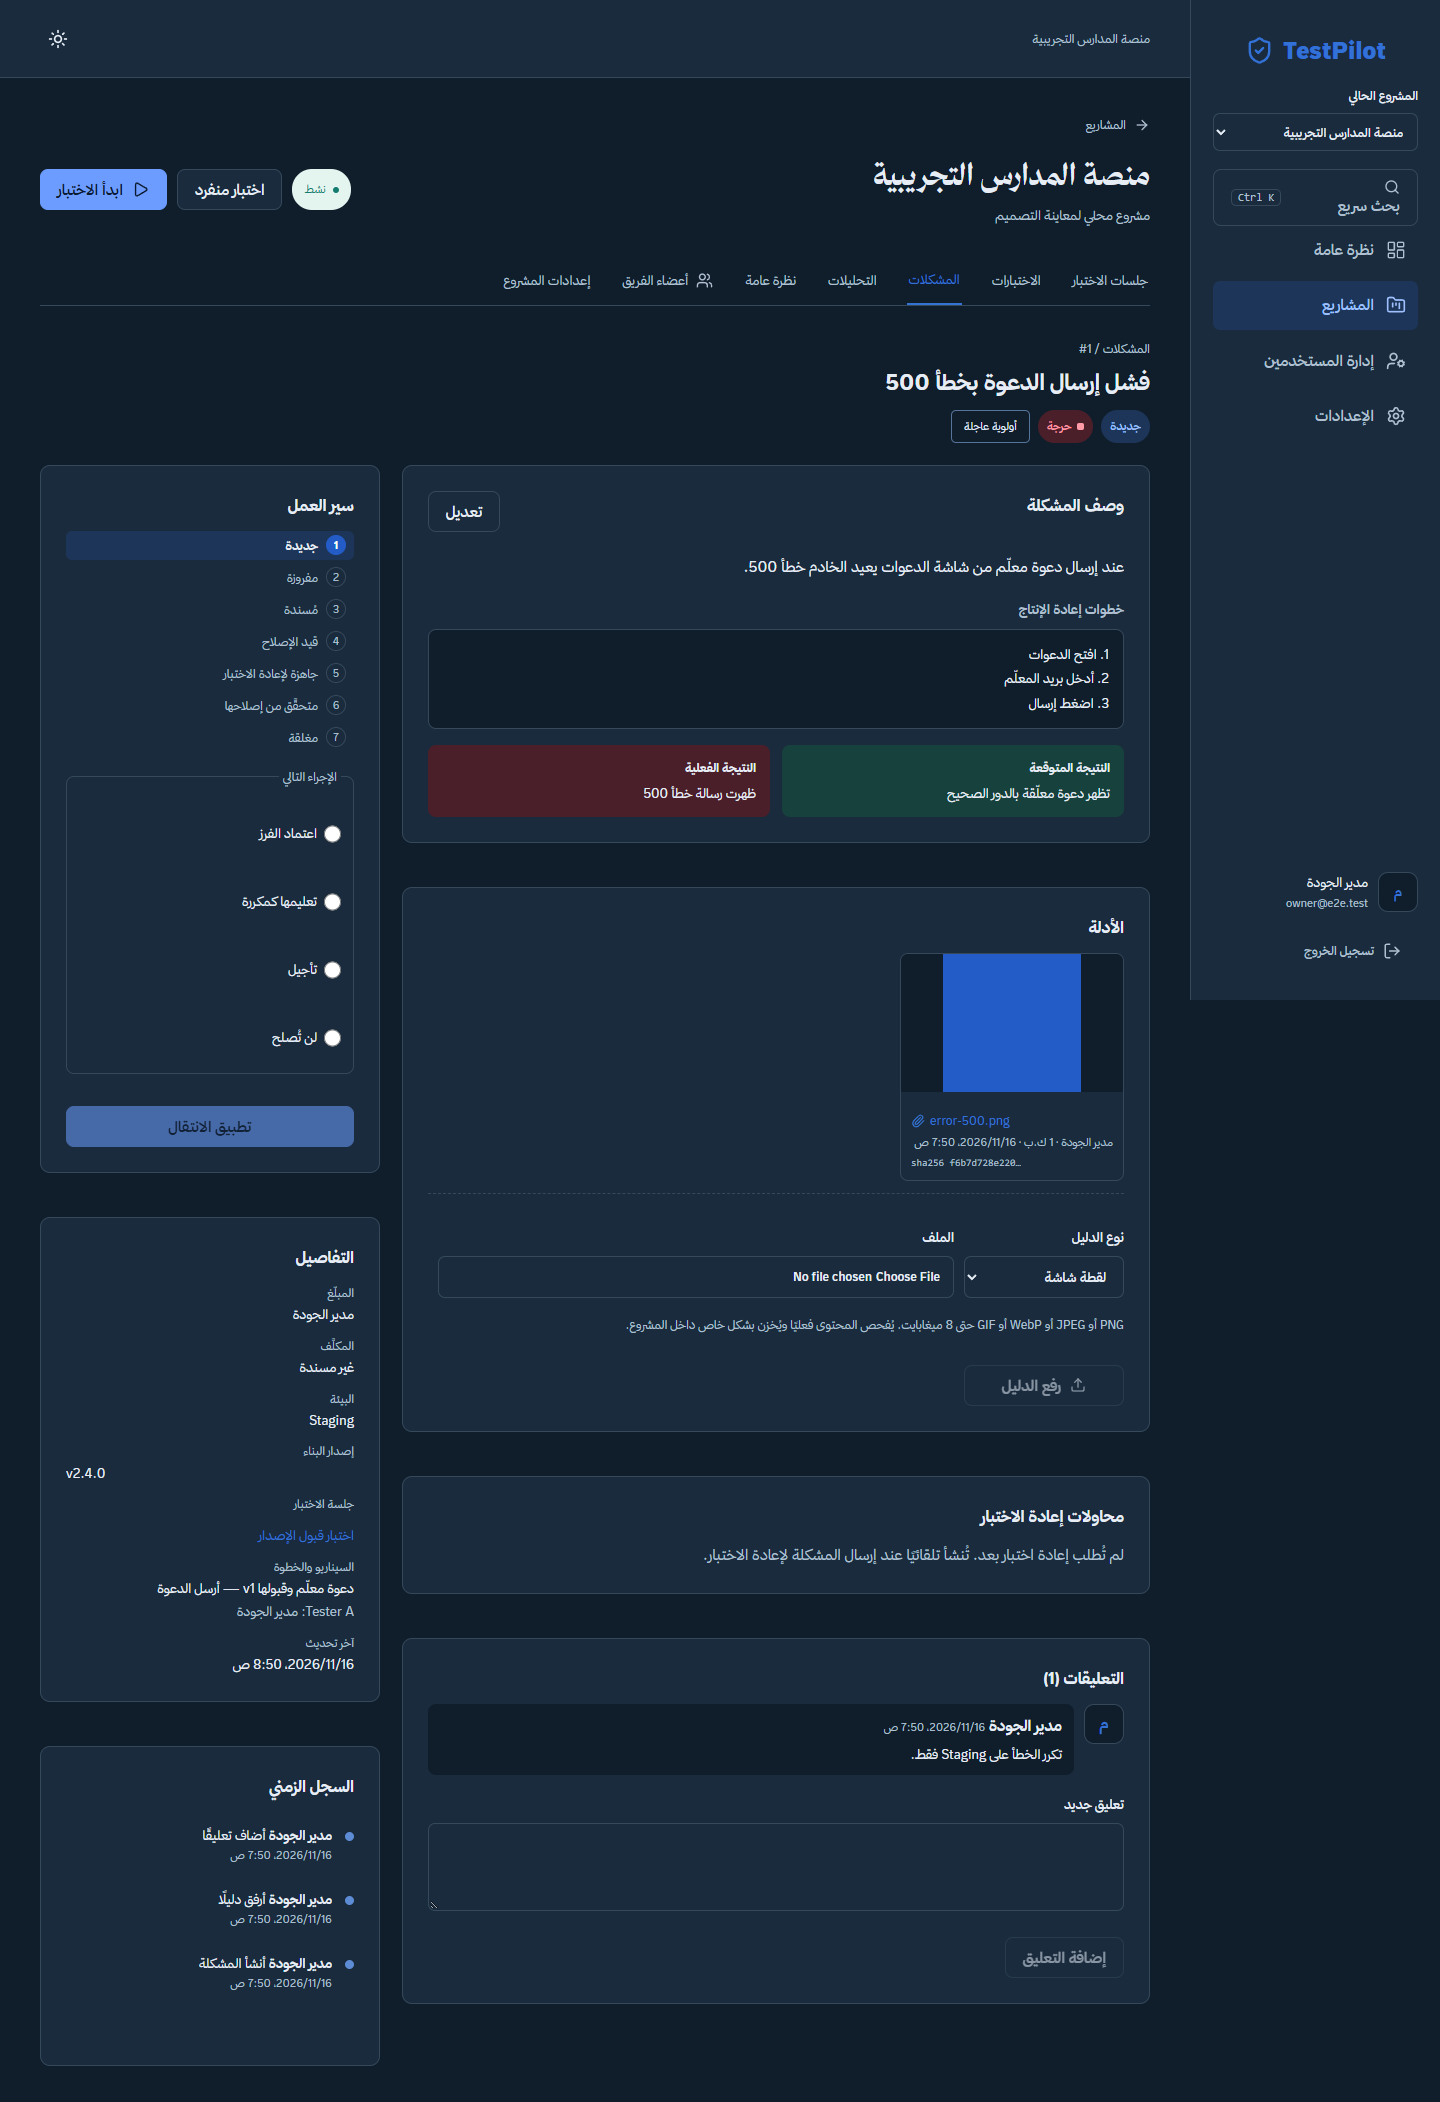 TestPilot
المشروع الحالي
منصة المدارس التجريبية
بحث سريع
Ctrl K
نظرة عامة
المشاريع
إدارة المستخدمين
الإعدادات
م
مدير الجودة
owner@e2e.test
تسجيل الخروج
منصة المدارس التجريبية
المشاريع
منصة المدارس التجريبية
مشروع محلي لمعاينة التصميم
نشط
اختبار منفرد
ابدأ الاختبار
جلسات الاختبار
الاختبارات
المشكلات
التحليلات
نظرة عامة
أعضاء الفريق
إعدادات المشروع
المشكلات / #1
فشل إرسال الدعوة بخطأ 500
جديدة
حرجة
أولوية عاجلة
وصف المشكلة
تعديل
عند إرسال دعوة معلّم من شاشة الدعوات يعيد الخادم خطأ 500.
خطوات إعادة الإنتاج
1. افتح الدعوات
2. أدخل بريد المعلّم
3. اضغط إرسال
النتيجة المتوقعة
تظهر دعوة معلّقة بالدور الصحيح
النتيجة الفعلية
ظهرت رسالة خطأ 500
الأدلة
error-500.png
مدير الجودة · 1 ك.ب · 2026/11/16، 7:50 ص
sha256 f6b7d728e220…
نوع الدليل
لقطة شاشة
الملف
Choose File No file chosen
PNG أو JPEG أو WebP أو GIF حتى 8 ميغابايت. يُفحص المحتوى فعليًا ويُخزن بشكل خاص داخل المشروع.
رفع الدليل
محاولات إعادة الاختبار
لم تُطلب إعادة اختبار بعد. تُنشأ تلقائيًا عند إرسال المشكلة لإعادة الاختبار.
التعليقات (1)
م
مدير الجودة 2026/11/16، 7:50 ص
تكرر الخطأ على Staging فقط.
تعليق جديد
إضافة التعليق
سير العمل
1 جديدة
2 مفروزة
3 مُسندة
4 قيد الإصلاح
5 جاهزة لإعادة الاختبار
6 متحقَّق من إصلاحها
7 مغلقة
الإجراء التالي
اعتماد الفرز
تعليمها كمكررة
تأجيل
لن تُصلح
تطبيق الانتقال
التفاصيل
المبلّغ
مدير الجودة
المكلَّف
غير مسندة
البيئة
Staging
إصدار البناء
v2.4.0
جلسة الاختبار
اختبار قبول الإصدار
السيناريو والخطوة
دعوة معلّم وقبولها v1 — أرسل الدعوة
Tester A: مدير الجودة
آخر تحديث
2026/11/16، 8:50 ص
السجل الزمني
مدير الجودة أضاف تعليقًا
2026/11/16، 7:50 ص
مدير الجودة أرفق دليلًا
2026/11/16، 7:50 ص
مدير الجودة أنشأ المشكلة
2026/11/16، 7:50 ص